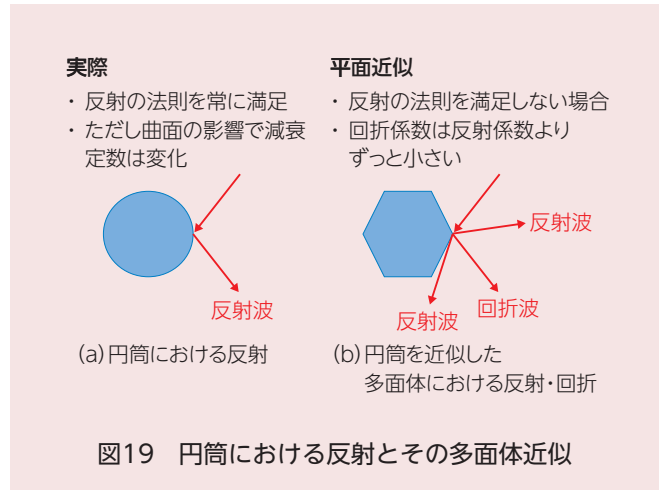 実際
・ 反射の法則を常に満足
・ ただし曲面の影響で減衰
定数は変化
反射波
(a)円筒における反射
平面近似
・ 反射の法則を満足しない場合
・ 回折係数は反射係数より
ずっと小さい
反射波
回折波
反射波
(b)円筒を近似した
多面体における反射・回折
図19 円筒における反射とその多面体近似